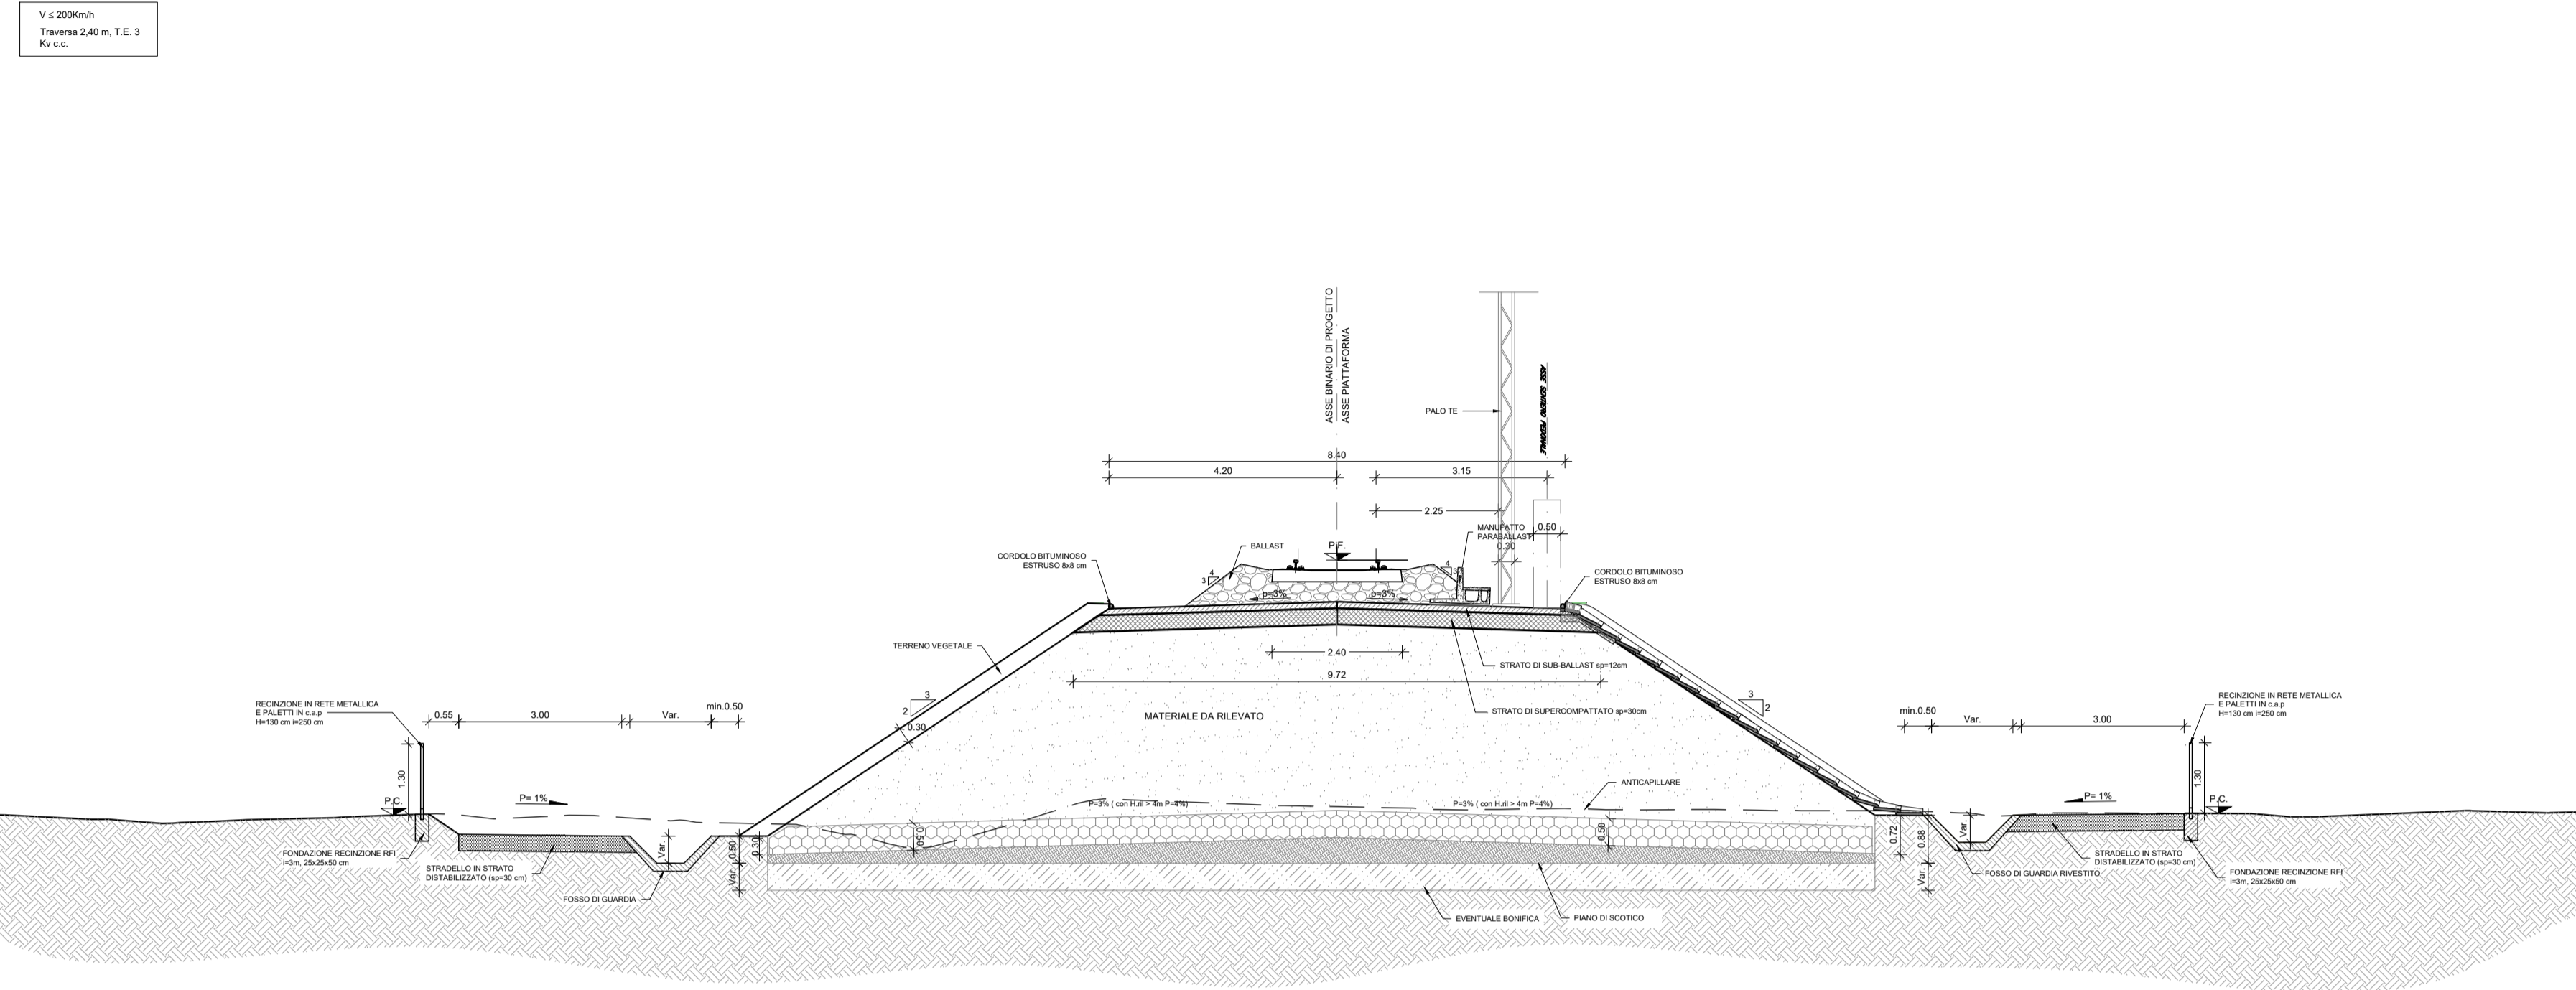 V ≤ 200Km/h
Traversa 2,40 m, T.E. 3
Kv c.c.
ASSE BINARIO DI PROGETTO
ASSE PIATTAFORMA
PALO TE
ASSE SENTIERO PEDONALE
8.40
4.20
3.15
2.25
MANUFATTO
PARABALLAST
0.50
0.30
BALLAST
P.F.
CORDOLO BITUMINOSO
ESTRUSO 8x8 cm
4
3
4
3
CORDOLO BITUMINOSO
ESTRUSO 8x8 cm
p=3%
p=3%
TERRENO VEGETALE
2.40
STRATO DI SUB-BALLAST sp=12cm
9.72
3
2
3
2
STRATO DI SUPERCOMPATTATO sp=30cm
MATERIALE DA RILEVATO
0.30
RECINZIONE IN RETE METALLICA
E PALETTI IN c.a.p
H=130 cm i=250 cm
0.55
3.00
Var.
min.0.50
min.0.50
Var.
3.00
RECINZIONE IN RETE METALLICA
E PALETTI IN c.a.p
H=130 cm i=250 cm
1.30
1.30
ANTICAPILLARE
P.C.
P= 1%
P=3% ( con H.ril > 4m P=4%)
P=3% ( con H.ril > 4m P=4%)
P= 1%
P.C.
0.50
0.50
Var.
0.50
0.30
Var.
0.72
0.88
Var.
Var.
FONDAZIONE RECINZIONE RFI
i=3m, 25x25x50 cm
STRADELLO IN STRATO
DISTABILIZZATO (sp=30 cm)
FOSSO DI GUARDIA
EVENTUALE BONIFICA
PIANO DI SCOTICO
FOSSO DI GUARDIA RIVESTITO
STRADELLO IN STRATO
DISTABILIZZATO (sp=30 cm)
FONDAZIONE RECINZIONE RFI
i=3m, 25x25x50 cm